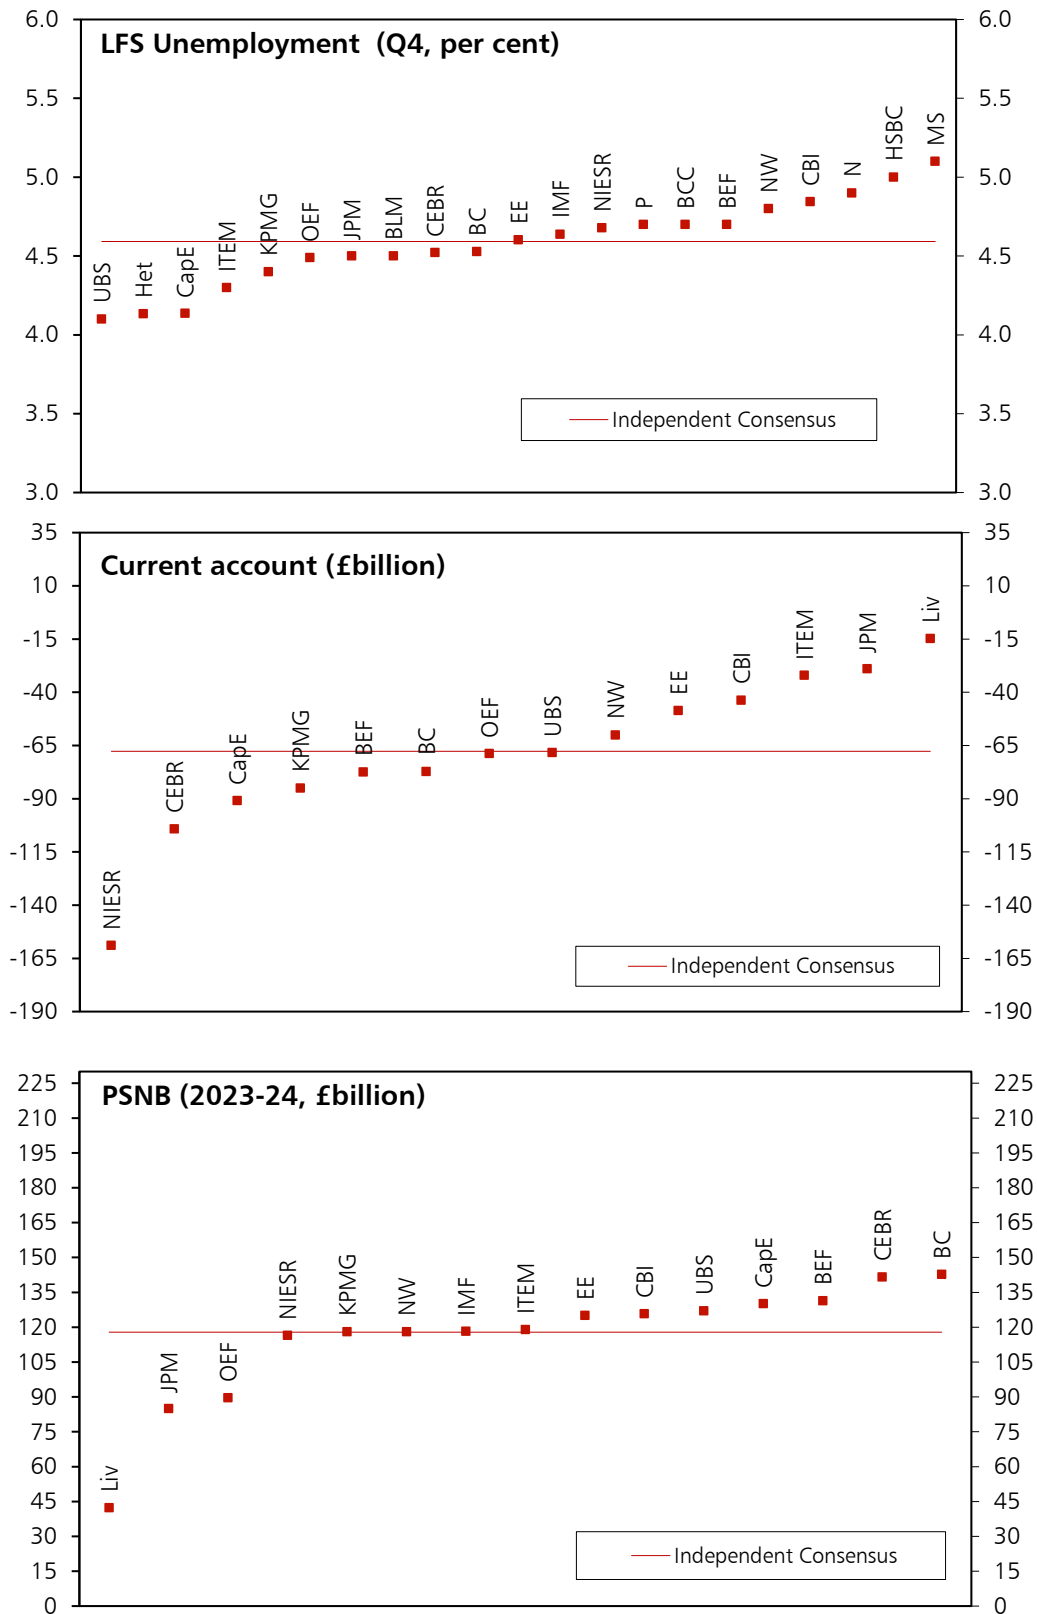 LFS Unemployment (Q4, per cent)
6.0 6.0
5.5 5.5
5.0 5.0
4.5 4.5
4.0 4.0
3.5 3.5
3.0 3.0
UBS
Het
CapE
ITEM
KPMG
OEF
JPM
BLM
CEBR
BC
EE
IMF
NIESR
P
BCC
BEF
NW
CBI
N
HSBC
MS
Independent Consensus
Current account (£billion)
35 35
10 10
-15 -15
-40 -40
-65 -65
-90 -90
-115 -115
-140 -140
-165 -165
-190 -190
NIESR
CEBR
CapE
KPMG
BEF
BC
OEF
UBS
NW
EE
CBI
ITEM
JPM
Liv
Independent Consensus
PSNB (2023-24, £billion)
225 225
210 210
195 195
180 180
165 165
150 150
135 135
120 120
105 105
90 90
75 75
60 60
45 45
30 30
15 15
0 0
Liv
JPM
OEF
NIESR
KPMG
NW
IMF
ITEM
EE
CBI
UBS
CapE
BEF
CEBR
BC
Independent Consensus